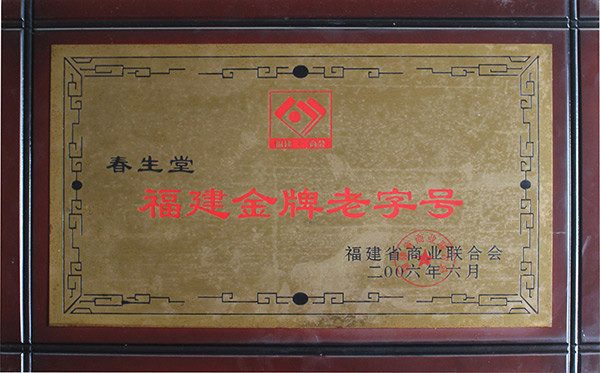 春生堂
福建金牌老字号
福建省商业联合会
二00六年六月